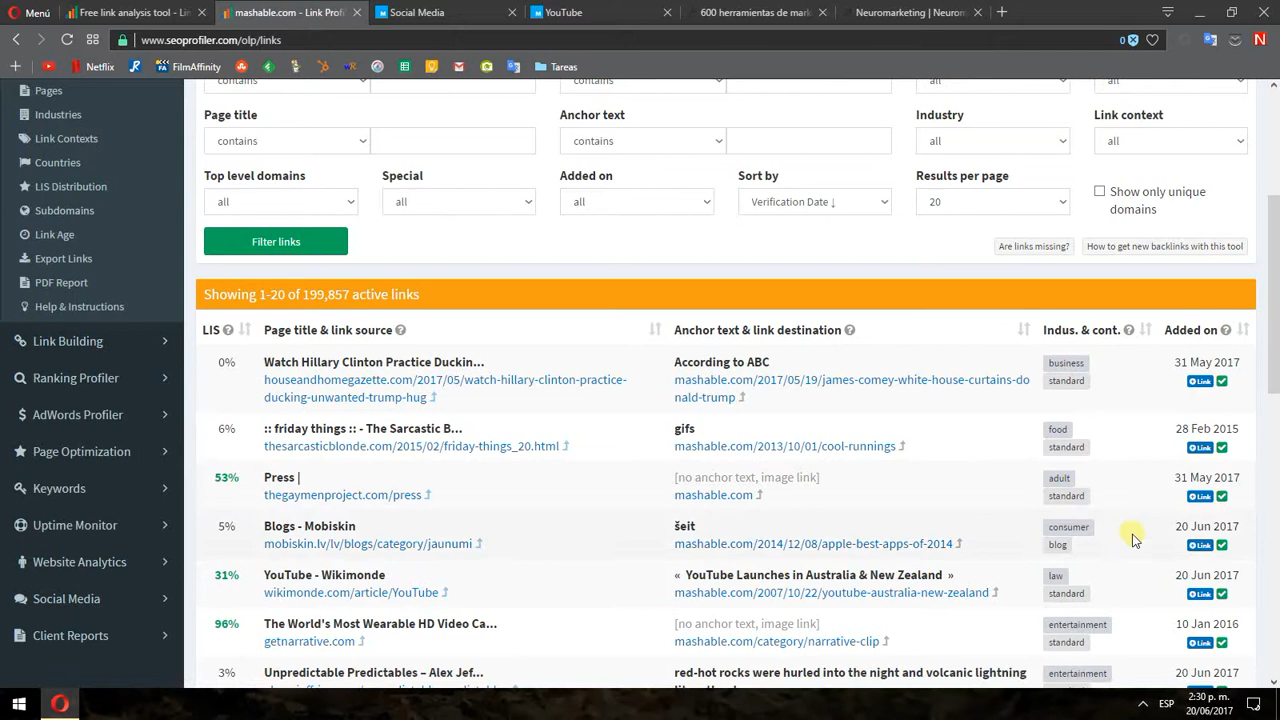 Menú
Free link analysis tool - Lin
mashable.com - Link Profi
Social Media
YouTube
600 herramientas de mark
Neuromarketing | Neurom
www.seoprofiler.com/olp/links
0
Netflix
FilmAffinity
Tareas
Pages
Industries
Link Contexts
Countries
LIS Distribution
Subdomains
Link Age
Export Links
PDF Report
Help & Instructions
Link Building
Ranking Profiler
AdWords Profiler
Page Optimization
Keywords
Uptime Monitor
Website Analytics
Social Media
Client Reports
contains contains all all
Page title Anchor text Industry Link context
contains contains all all
Top level domains Special Added on Sort by Results per page
all all all Verification Date ↓ 20
Show only unique
domains
Filter links
Are links missing? How to get new backlinks with this tool
Showing 1-20 of 199,857 active links
LIS Page title & link source Anchor text & link destination Indus. & cont. Added on
0% Watch Hillary Clinton Practice Duckin... According to ABC business 31 May 2017
houseandhomegazette.com/2017/05/watch-hillary-clinton-practice- mashable.com/2017/05/19/james-comey-white-house-curtains-do standard Link
ducking-unwanted-trump-hug nald-trump
6% :: friday things :: - The Sarcastic B... gifs food 28 Feb 2015
thesarcasticblonde.com/2015/02/friday-things_20.html mashable.com/2013/10/01/cool-runnings standard Link
53% Press | [no anchor text, image link] adult 31 May 2017
thegaymenproject.com/press mashable.com standard Link
5% Blogs - Mobiskin šeit consumer 20 Jun 2017
mobiskin.lv/lv/blogs/category/jaunumi mashable.com/2014/12/08/apple-best-apps-of-2014 blog Link
31% YouTube - Wikimonde « YouTube Launches in Australia & New Zealand » law 20 Jun 2017
wikimonde.com/article/YouTube mashable.com/2007/10/22/youtube-australia-new-zealand standard Link
96% The World's Most Wearable HD Video Ca... [no anchor text, image link] entertainment 10 Jan 2016
getnarrative.com mashable.com/category/narrative-clip standard Link
3% Unpredictable Predictables – Alex Jef... red-hot rocks were hurled into the night and volcanic lightning entertainment 20 Jun 2017
ESP
2:30 p. m.
20/06/2017